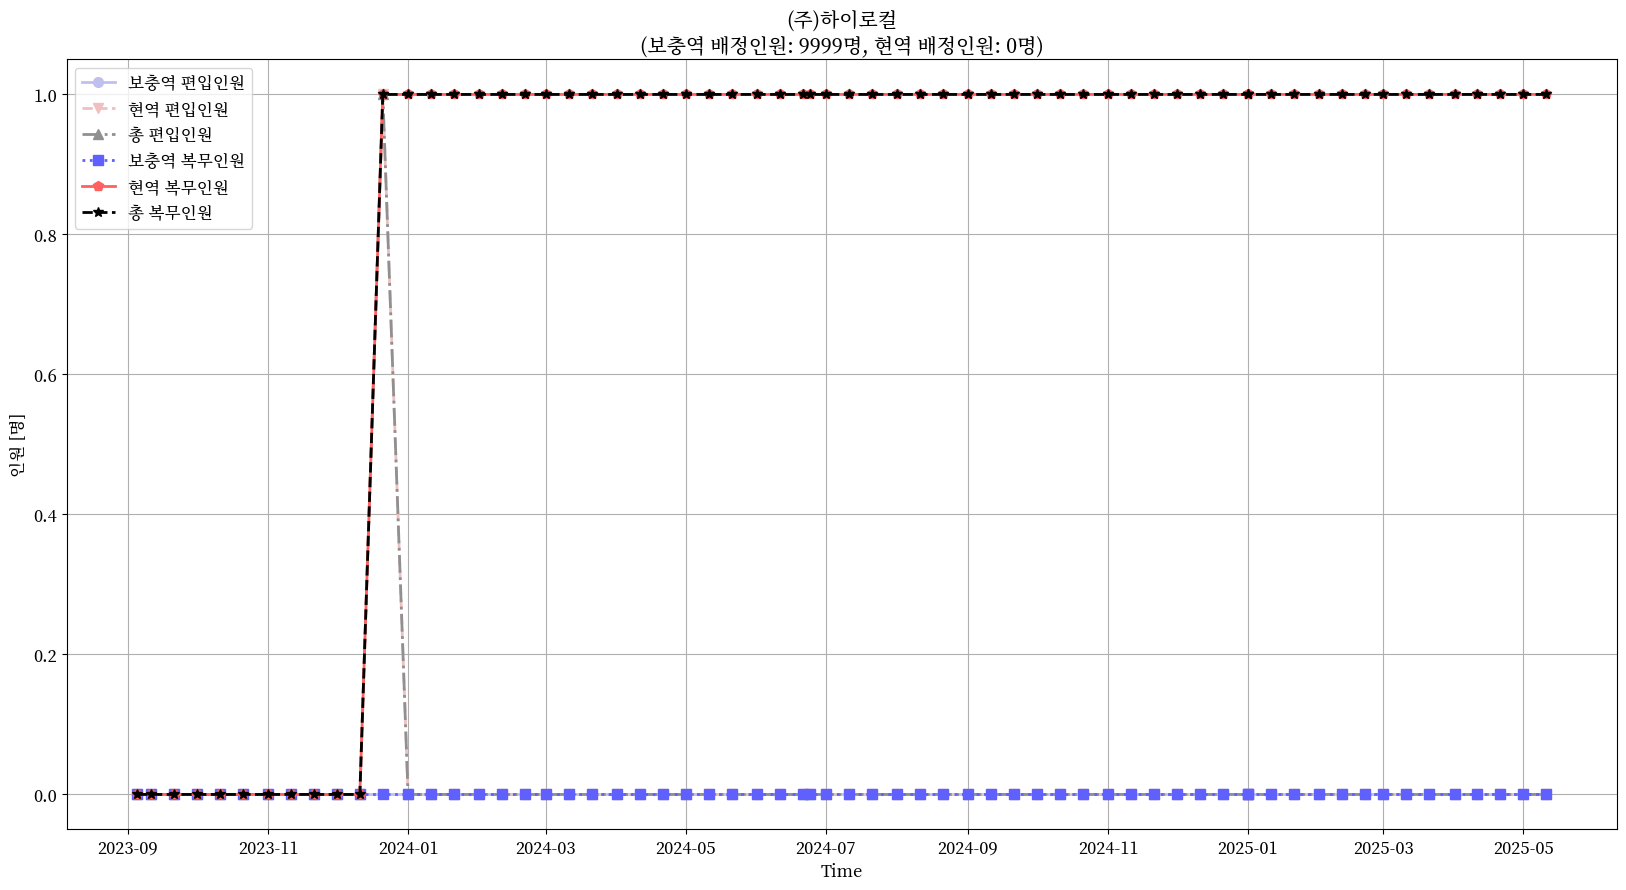 (주)하이로컬
(보충역 배정인원: 9999명, 현역 배정인원: 0명)
보충역 편입인원
현역 편입인원
총 편입인원
보충역 복무인원
현역 복무인원
총 복무인원
1.0
0.8
0.6
0.4
0.2
0.0
인원 [명]
2023-09
2023-11
2024-01
2024-03
2024-05
2024-07
2024-09
2024-11
2025-01
2025-03
2025-05
Time